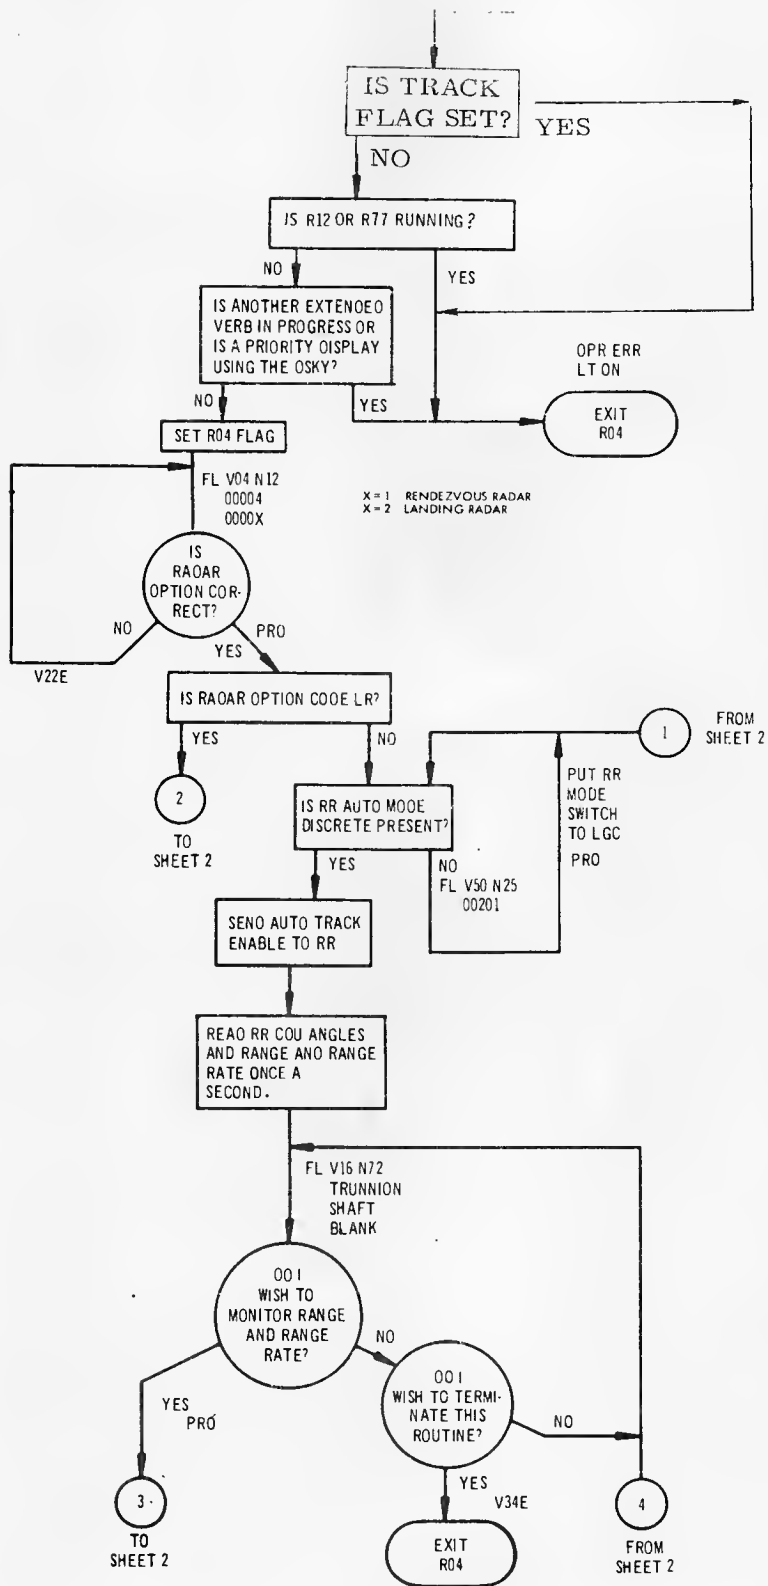 IS TRACK
FLAG SET?
YES
NO
IS R12 OR R77 RUNNING?
NO
YES
IS ANOTHER EXTENOEO
VERB IN PROGRESS OR
IS A PRIORITY OISPLAY
USING THE OSKY?
OPR ERR
LT ON
NO
YES
EXIT
R04
SET R04 FLAG
FL V04 N12
00004
0000X
X = 1 RENDEZVOUS RADAR
X = 2 LANDING RADAR
IS
RAOAR
OPTION COR-
RECT?
NO
PRO
YES
V22E
IS RAOAR OPTION COOE LR?
YES
NO
1
FROM
SHEET 2
2
TO
SHEET 2
IS RR AUTO MOOE
DISCRETE PRESENT?
PUT RR
MODE
SWITCH
TO LGC
PRO
YES
NO
FL V50 N25
00201
SENO AUTO TRACK
ENABLE TO RR
REAO RR COU ANGLES
AND RANGE ANO RANGE
RATE ONCE A
SECOND.
FL V16 N72
TRUNNION
SHAFT
BLANK
OO I
WISH TO
MONITOR RANGE
AND RANGE
RATE?
NO
OO I
WISH TO TERMI-
NATE THIS
ROUTINE?
NO
YES
PRO
YES
V34E
3
TO
SHEET 2
EXIT
R04
4
FROM
SHEET 2